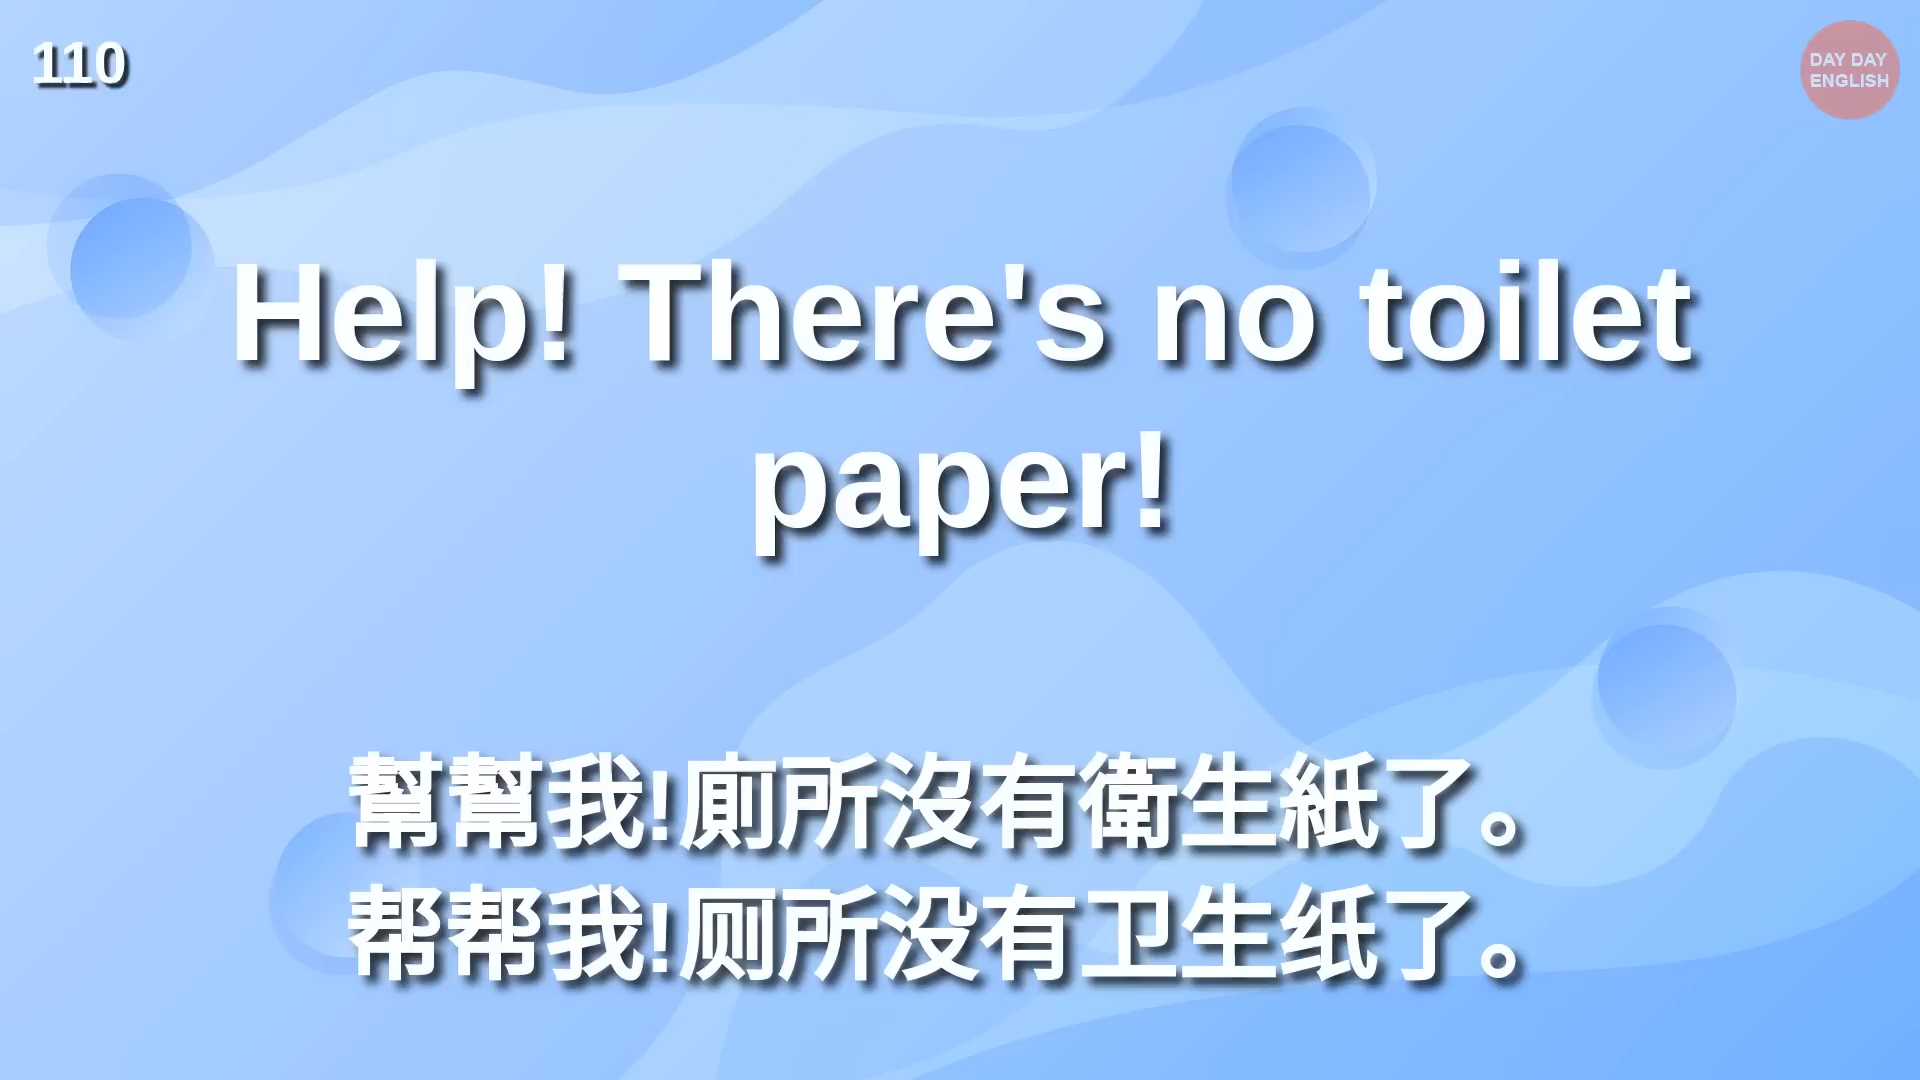 110
DAY DAY
ENGLISH
Help! There's no toilet
paper!
幫幫我!廁所沒有衛生紙了。
帮帮我!厕所没有卫生纸了。